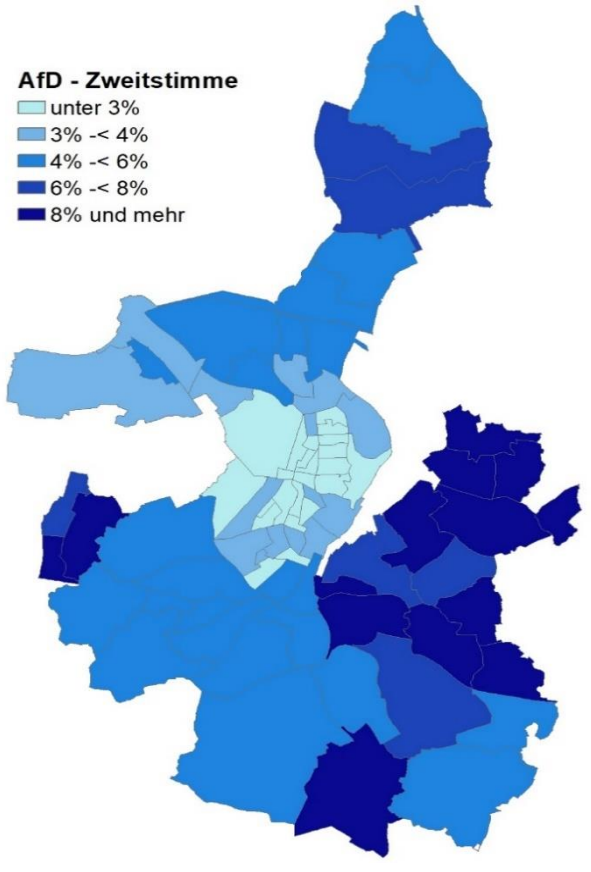 AfD - Zweitstimme
unter 3%
3% -< 4%
4% -< 6%
6% -< 8%
8% und mehr